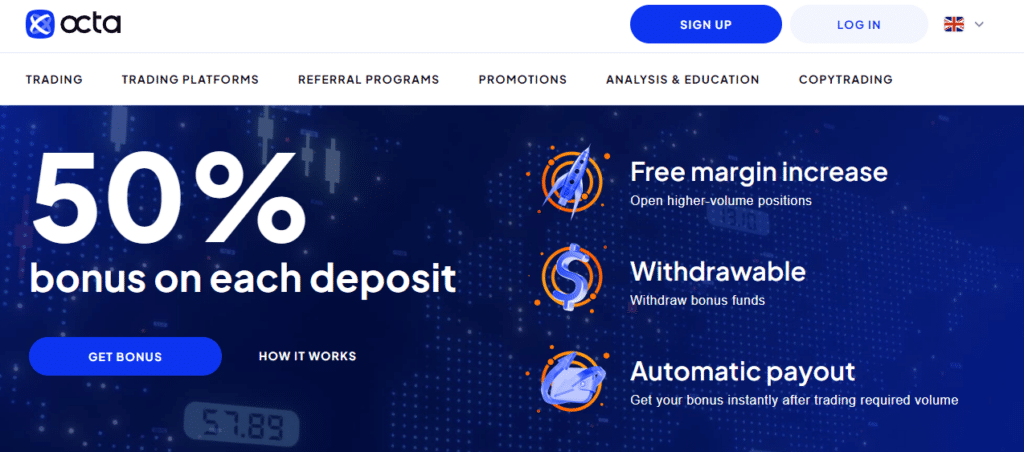 octa
SIGN UP
LOG IN
TRADING
TRADING PLATFORMS
REFERRAL PROGRAMS
PROMOTIONS
ANALYSIS & EDUCATION
COPYTRADING
50%
bonus on each deposit
GET BONUS
HOW IT WORKS
57.89
Free margin increase
Open higher-volume positions
Withdrawable
Withdraw bonus funds
Automatic payout
Get your bonus instantly after trading required volume